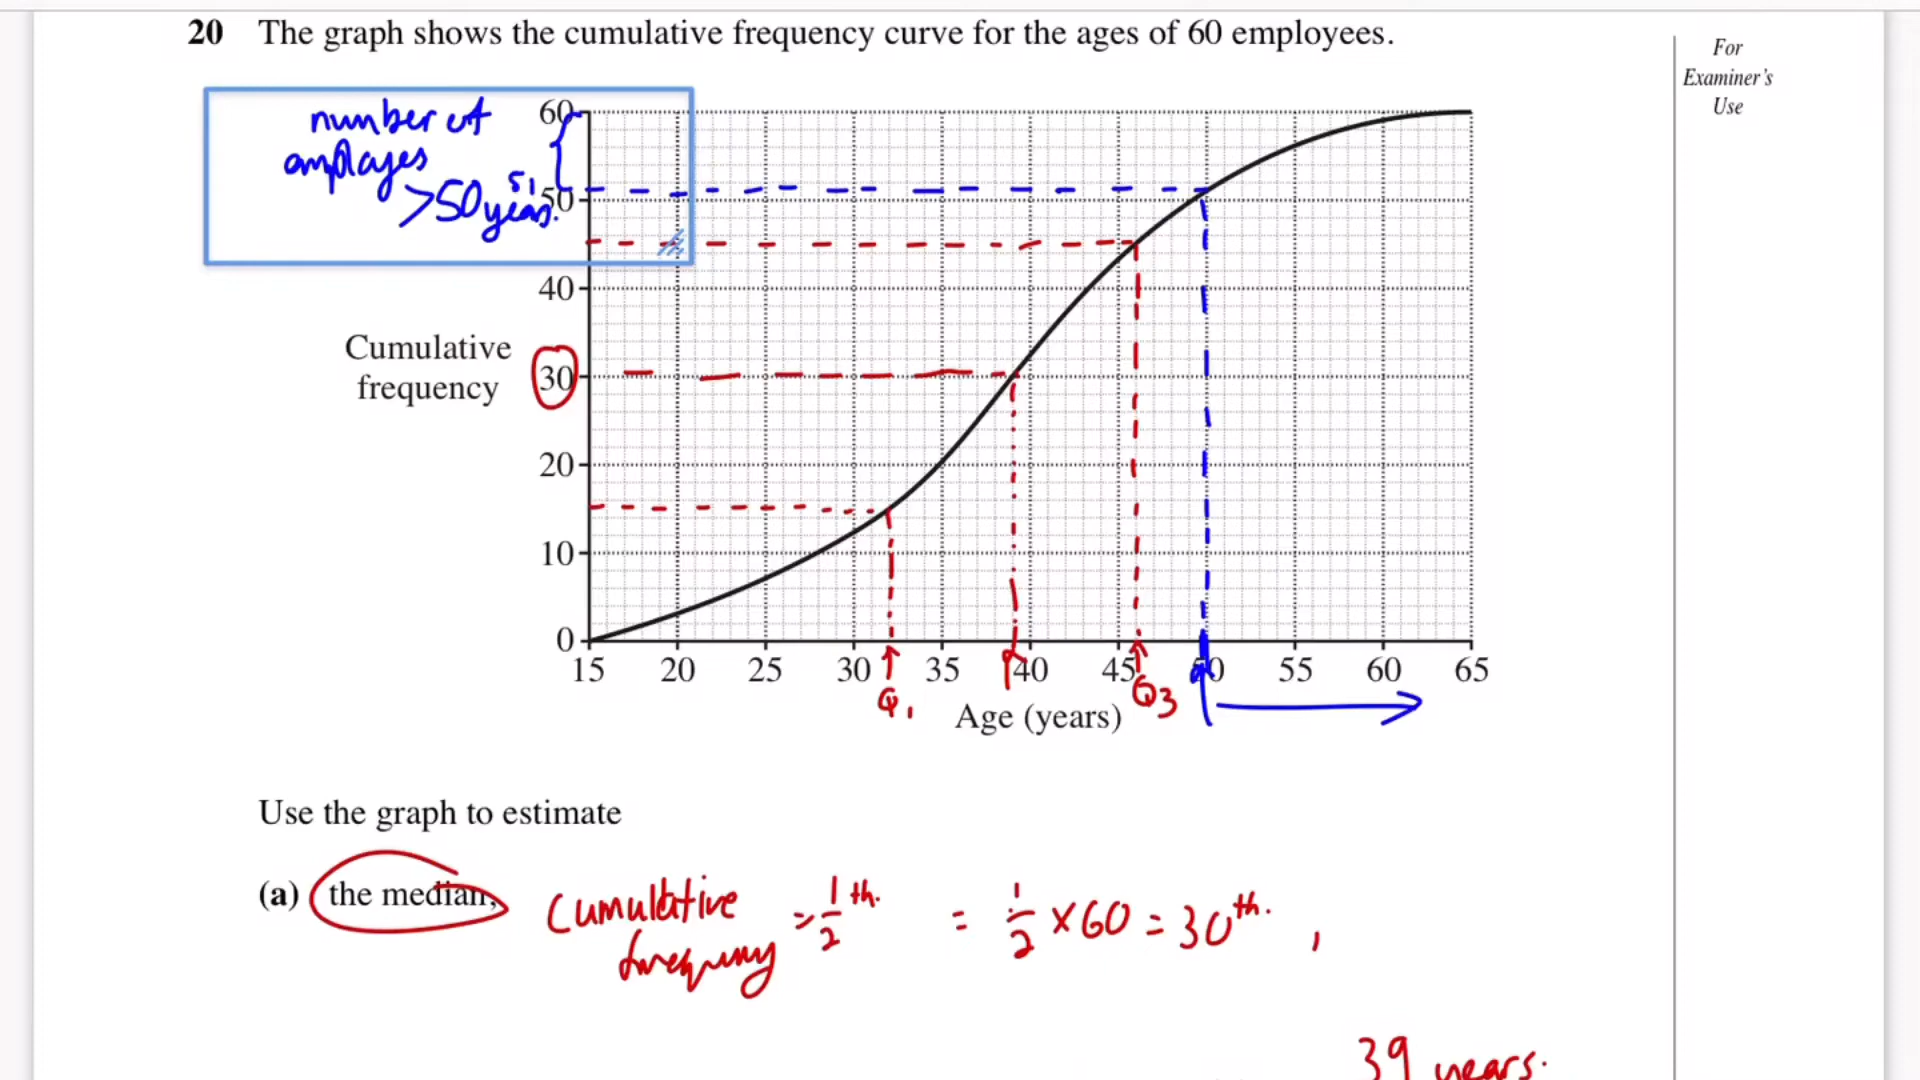 20 The graph shows the cumulative frequency curve for the ages of 60 employees.
For
Examiner's
Use
number of
employes
>50 years.
51
60
50
40
30
20
10
0
Cumulative
frequency
15 20 25 30 35 40 45 50 55 60 65
Q1
Q3
Age (years)
Use the graph to estimate
(a) the median,
Cumulative
frequency
= 1/2 th. = 1/2 × 60 = 30th.,
39 years.